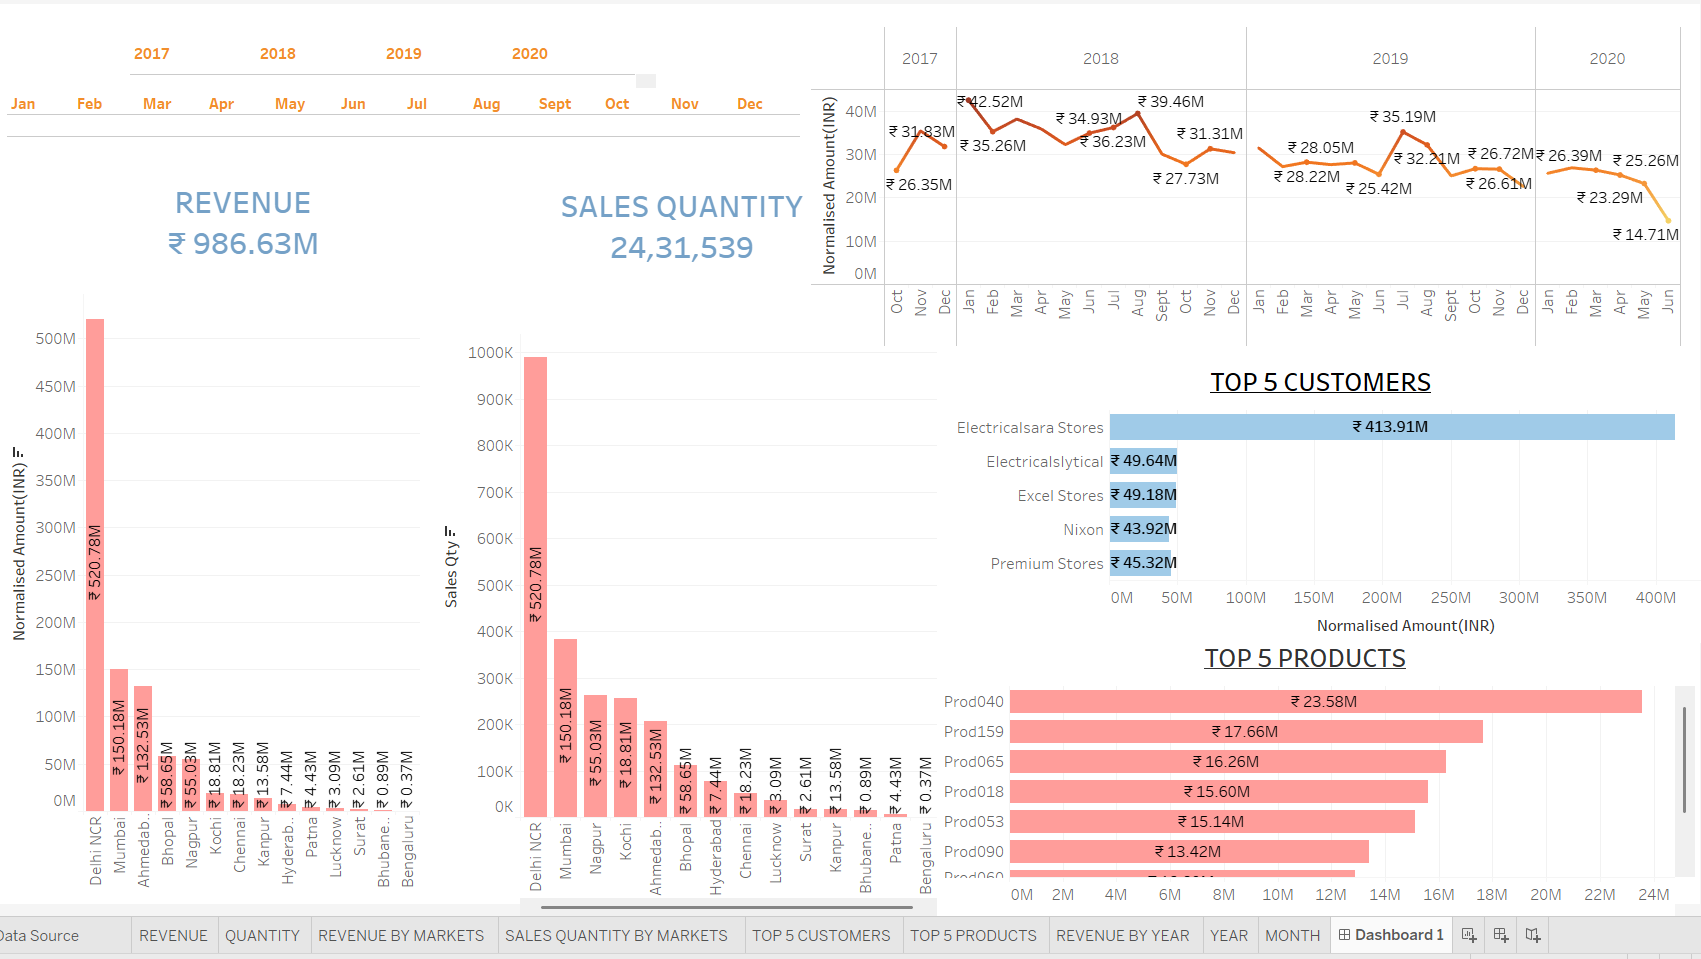 2017 2018 2019 2020
Jan Feb Mar Apr May Jun Jul Aug Sept Oct Nov Dec
REVENUE
₹ 986.63M
SALES QUANTITY
24,31,539
2017 2018 2019 2020
Normalised Amount(INR)
40M
30M
20M
10M
0M
₹ 31.83M
₹ 26.35M
₹ 42.52M
₹ 35.26M
₹ 34.93M
₹ 36.23M
₹ 39.46M
₹ 27.73M
₹ 31.31M
₹ 28.05M
₹ 28.22M
₹ 25.42M
₹ 35.19M
₹ 32.21M
₹ 26.72M
₹ 26.61M
₹ 26.39M
₹ 23.29M
₹ 25.26M
₹ 14.71M
Oct Nov Dec Jan Feb Mar Apr May Jun Jul Aug Sept Oct Nov Dec Jan Feb Mar Apr May Jun Jul Aug Sept Oct Nov Dec Jan Feb Mar Apr May Jun
Normalised Amount(INR)
500M
450M
400M
350M
300M
250M
200M
150M
100M
50M
0M
₹ 520.78M
₹ 150.18M
₹ 132.53M
₹ 58.65M
₹ 55.03M
₹ 18.81M
₹ 18.23M
₹ 13.58M
₹ 7.44M
₹ 4.43M
₹ 3.09M
₹ 2.61M
₹ 0.89M
₹ 0.37M
Delhi NCR
Mumbai
Ahmedab..
Bhopal
Nagpur
Kochi
Chennai
Kanpur
Hyderab..
Patna
Lucknow
Surat
Bhubane..
Bengaluru
Sales Qty
1000K
900K
800K
700K
600K
500K
400K
300K
200K
100K
0K
₹ 520.78M
₹ 150.18M
₹ 55.03M
₹ 18.81M
₹ 132.53M
₹ 58.65M
₹ 7.44M
₹ 18.23M
₹ 3.09M
₹ 2.61M
₹ 13.58M
₹ 0.89M
₹ 4.43M
₹ 0.37M
Delhi NCR
Mumbai
Nagpur
Kochi
Ahmedab..
Bhopal
Hyderabad
Chennai
Lucknow
Surat
Kanpur
Bhubane..
Patna
Bengaluru
TOP 5 CUSTOMERS
Electricalsara Stores ₹ 413.91M
Electricalslytical ₹ 49.64M
Excel Stores ₹ 49.18M
Nixon ₹ 43.92M
Premium Stores ₹ 45.32M
0M 50M 100M 150M 200M 250M 300M 350M 400M
Normalised Amount(INR)
TOP 5 PRODUCTS
Prod040 ₹ 23.58M
Prod159 ₹ 17.66M
Prod065 ₹ 16.26M
Prod018 ₹ 15.60M
Prod053 ₹ 15.14M
Prod090 ₹ 13.42M
Prod060
0M 2M 4M 6M 8M 10M 12M 14M 16M 18M 20M 22M 24M
Data Source REVENUE QUANTITY REVENUE BY MARKETS SALES QUANTITY BY MARKETS TOP 5 CUSTOMERS TOP 5 PRODUCTS REVENUE BY YEAR YEAR MONTH Dashboard 1